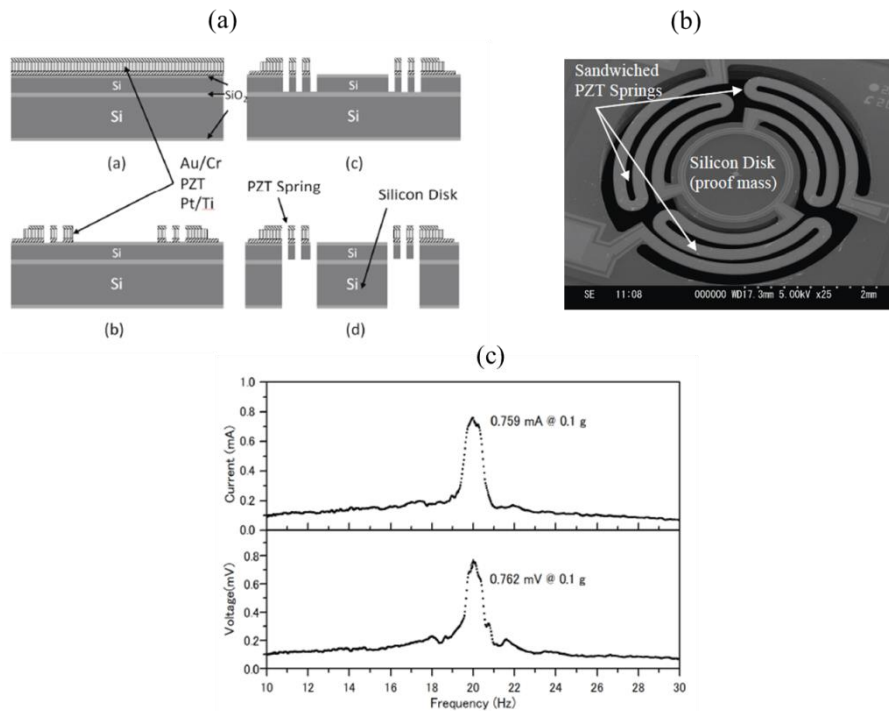 (a)
Si
SiO2
Si
(a)
Au/Cr
PZT
Pt/Ti
(c)
PZT Spring
Silicon Disk
Si
Si
(b)
Si
Si
(d)
(b)
Sandwiched
PZT Springs
Silicon Disk
(proof mass)
SE 11:08 000000 WD17.3mm 5.00kV x25 2mm
(c)
1.0
0.8
0.6
0.4
0.2
0.0
Current (mA)
0.759 mA @ 0.1 g
0.8
0.6
0.4
0.2
0.0
Voltage(mV)
0.762 mV @ 0.1 g
10 12 14 16 18 20 22 24 26 28 30
Frequency (Hz)